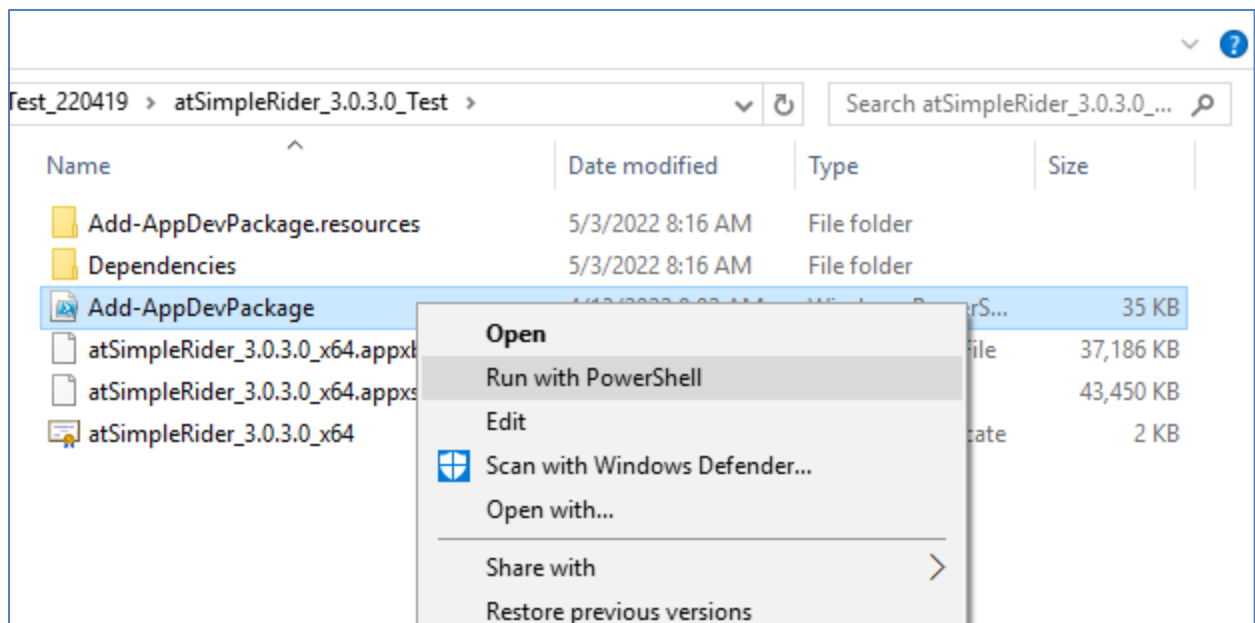 Test_220419 > atSimpleRider_3.0.3.0_Test >
Search atSimpleRider_3.0.3.0_...
Name Date modified Type Size
Add-AppDevPackage.resources 5/3/2022 8:16 AM File folder
Dependencies 5/3/2022 8:16 AM File folder
Add-AppDevPackage rS... 35 KB
atSimpleRider_3.0.3.0_x64.appxb File 37,186 KB
atSimpleRider_3.0.3.0_x64.appxs 43,450 KB
atSimpleRider_3.0.3.0_x64 cate 2 KB
Open
Run with PowerShell
Edit
Scan with Windows Defender...
Open with...
Share with
Restore previous versions